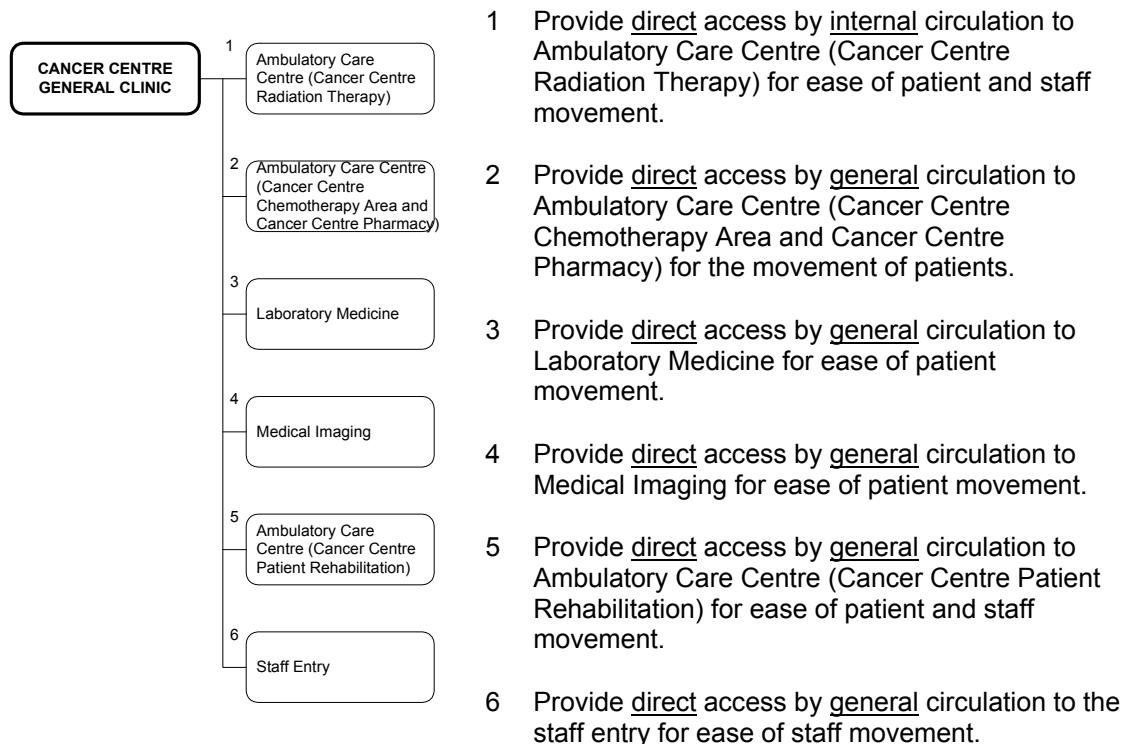 CANCER CENTRE
GENERAL CLINIC
1
Ambulatory Care
Centre (Cancer Centre
Radiation Therapy)
2
Ambulatory Care Centre
(Cancer Centre
Chemotherapy Area and
Cancer Centre Pharmacy)
3
Laboratory Medicine
4
Medical Imaging
5
Ambulatory Care
Centre (Cancer Centre
Patient Rehabilitation)
6
Staff Entry
1 Provide direct access by internal circulation to
Ambulatory Care Centre (Cancer Centre
Radiation Therapy) for ease of patient and staff
movement.
2 Provide direct access by general circulation to
Ambulatory Care Centre (Cancer Centre
Chemotherapy Area and Cancer Centre
Pharmacy) for the movement of patients.
3 Provide direct access by general circulation to
Laboratory Medicine for ease of patient
movement.
4 Provide direct access by general circulation to
Medical Imaging for ease of patient movement.
5 Provide direct access by general circulation to
Ambulatory Care Centre (Cancer Centre Patient
Rehabilitation) for ease of patient and staff
movement.
6 Provide direct access by general circulation to the
staff entry for ease of staff movement.